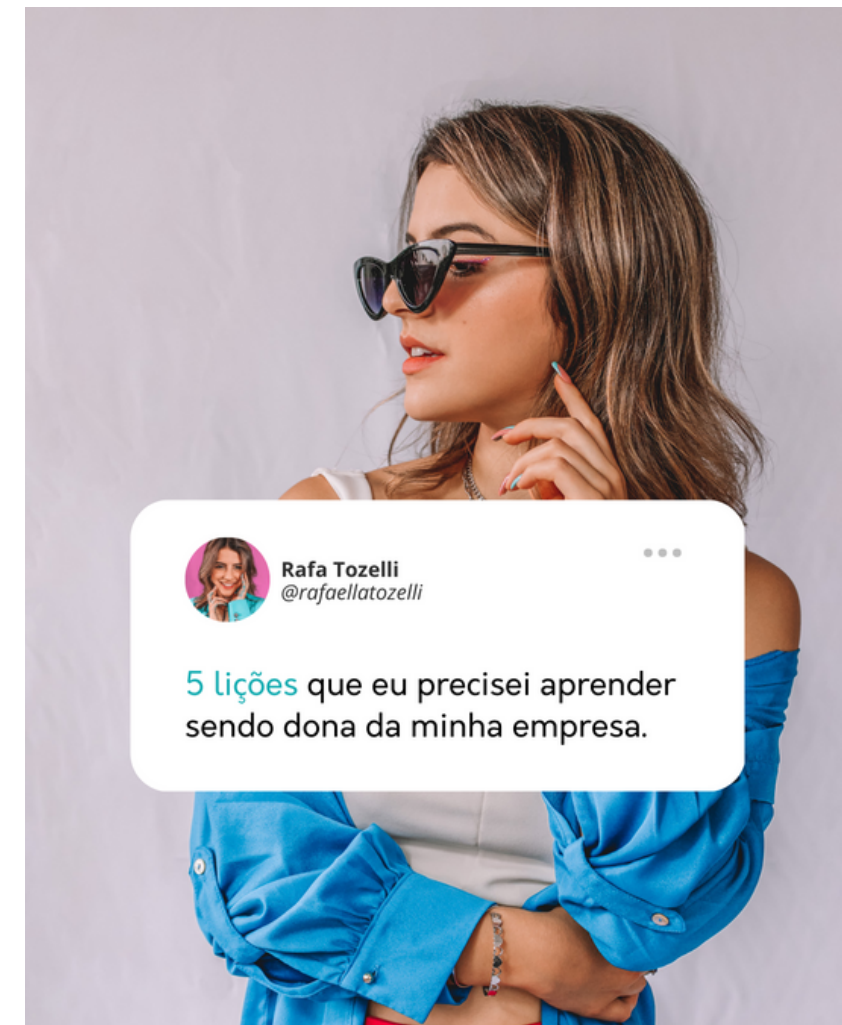 Rafa Tozelli
@rafaellatozelli
5 lições que eu precisei aprender
sendo dona da minha empresa.